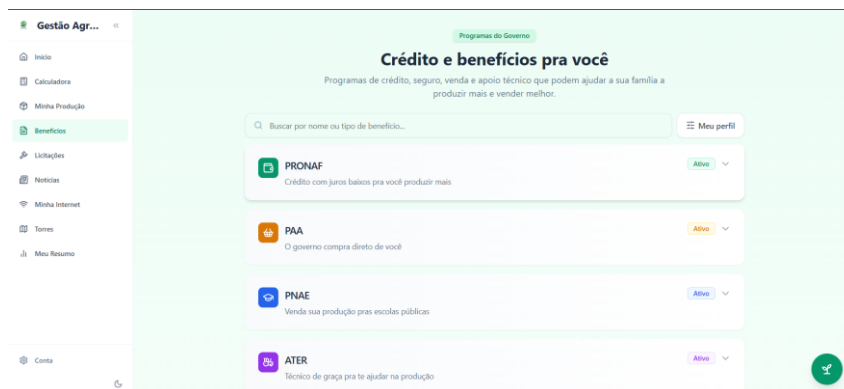 Gestão Agr...
Início
Calculadora
Minha Produção
Benefícios
Licitações
Notícias
Minha Internet
Torres
Meu Resumo
Conta
Programas do Governo
Crédito e benefícios pra você
Programas de crédito, seguro, venda e apoio técnico que podem ajudar a sua família a
produzir mais e vender melhor.
Buscar por nome ou tipo de benefício...
Meu perfil
PRONAF
Ativo
Crédito com juros baixos pra você produzir mais
PAA
Ativo
O governo compra direto de você
PNAE
Ativo
Venda sua produção pras escolas públicas
ATER
Ativo
Técnico de graça pra te ajudar na produção